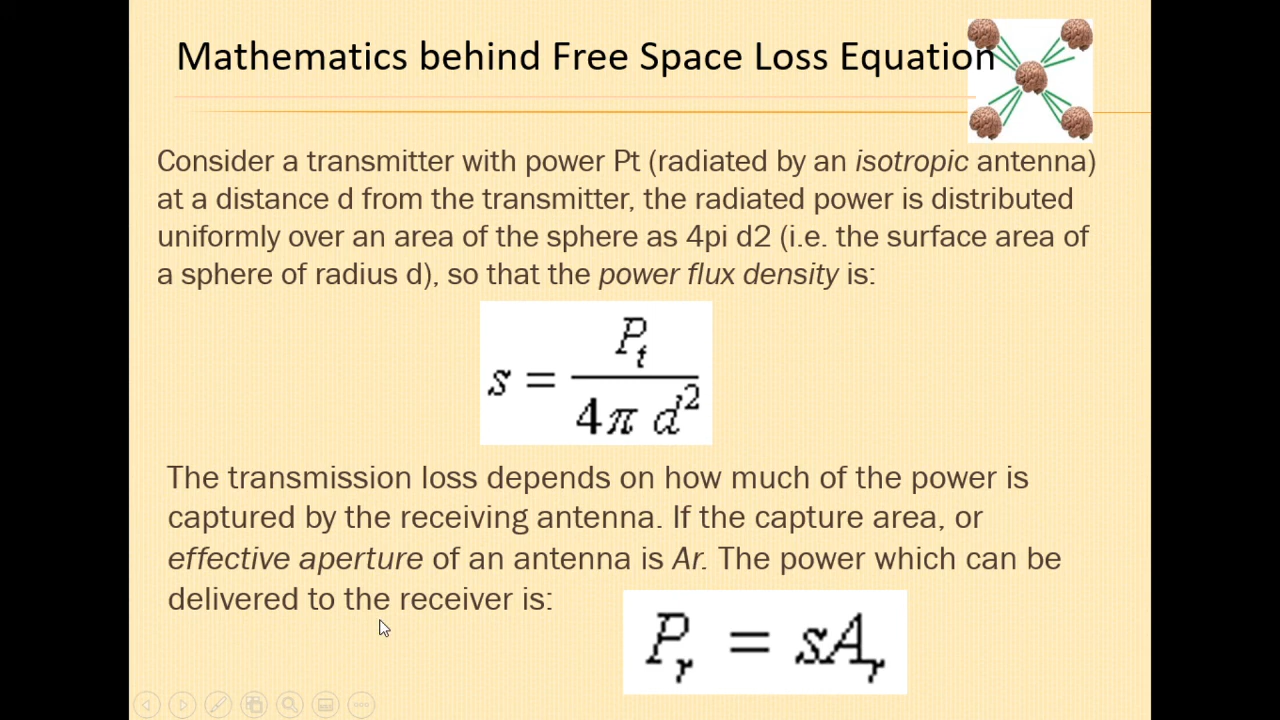 Mathematics behind Free Space Loss Equation
Consider a transmitter with power Pt (radiated by an isotropic antenna)
at a distance d from the transmitter, the radiated power is distributed
uniformly over an area of the sphere as 4pi d2 (i.e. the surface area of
a sphere of radius d), so that the power flux density is:
s = P_t / 4π d²
The transmission loss depends on how much of the power is
captured by the receiving antenna. If the capture area, or
effective aperture of an antenna is Ar. The power which can be
delivered to the receiver is:
P_r = sA_r